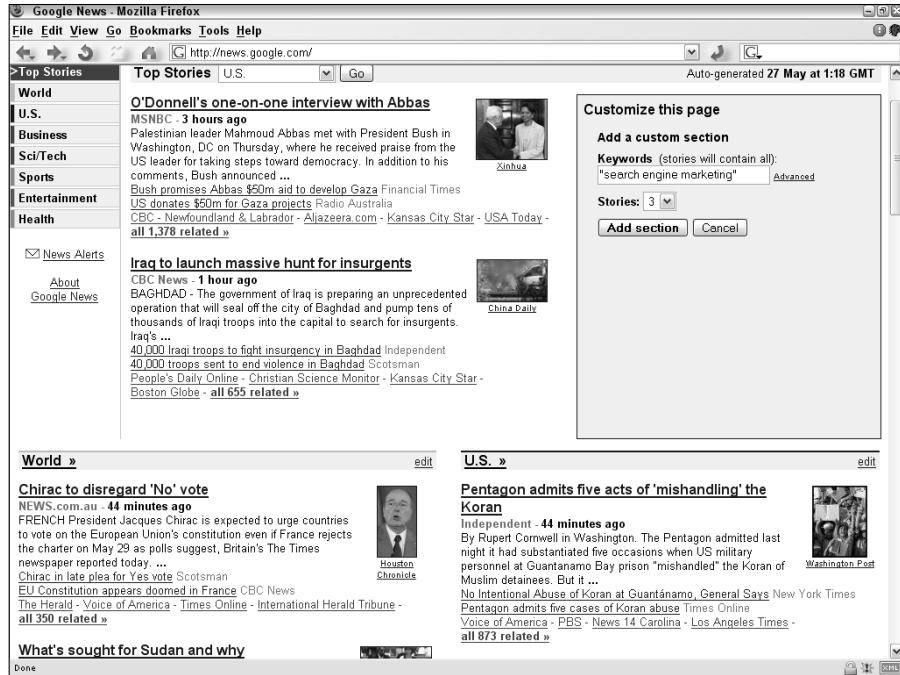 Google News - Mozilla Firefox
File Edit View Go Bookmarks Tools Help
G http://news.google.com/
G
>Top Stories
World
U.S.
Business
Sci/Tech
Sports
Entertainment
Health
News Alerts
About
Google News
Top Stories U.S. Go
Auto-generated 27 May at 1:18 GMT
O'Donnell's one-on-one interview with Abbas
MSNBC - 3 hours ago
Palestinian leader Mahmoud Abbas met with President Bush in
Washington, DC on Thursday, where he received praise from the
US leader for taking steps toward democracy. In addition to his
comments, Bush announced ...
Bush promises Abbas $50m aid to develop Gaza Financial Times
US donates $50m for Gaza projects Radio Australia
CBC - Newfoundland & Labrador - Aljazeera.com - Kansas City Star - USA Today -
all 1,378 related »
Xinhua
Iraq to launch massive hunt for insurgents
CBC News - 1 hour ago
BAGHDAD - The government of Iraq is preparing an unprecedented
operation that will seal off the city of Baghdad and pump tens of
thousands of Iraqi troops into the capital to search for insurgents.
Iraq's ...
40,000 Iraqi troops to fight insurgency in Baghdad Independent
40,000 troops sent to end violence in Baghdad Scotsman
People's Daily Online - Christian Science Monitor - Kansas City Star -
Boston Globe - all 655 related »
China Daily
Customize this page
Add a custom section
Keywords (stories will contain all):
"search engine marketing" Advanced
Stories: 3
Add section Cancel
World » edit
Chirac to disregard 'No' vote
NEWS.com.au - 44 minutes ago
FRENCH President Jacques Chirac is expected to urge countries
to vote on the European Union's constitution even if France rejects
the charter on May 29 as polls suggest, Britain's The Times
newspaper reported today. ...
Chirac in late plea for Yes vote Scotsman
EU Constitution appears doomed in France CBC News
The Herald - Voice of America - Times Online - International Herald Tribune -
all 350 related »
Houston
Chronicle
What's sought for Sudan and why
U.S. » edit
Pentagon admits five acts of 'mishandling' the
Koran
Independent - 44 minutes ago
By Rupert Cornwell in Washington. The Pentagon admitted last
night it had substantiated five occasions when US military
personnel at Guantanamo Bay prison "mishandled" the Koran of
Muslim detainees. But it ...
No Intentional Abuse of Koran at Guantánamo, General Says New York Times
Pentagon admits five cases of Koran abuse Times Online
Voice of America - PBS - News 14 Carolina - Los Angeles Times -
all 873 related »
Washington Post
Done
XML